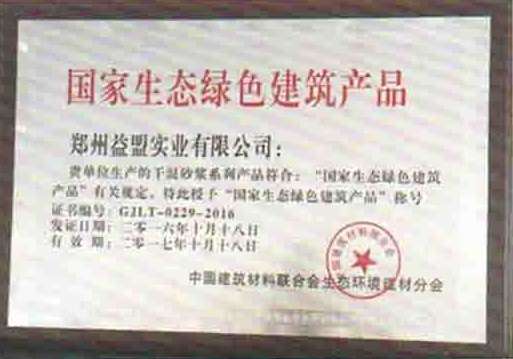 国家生态绿色建筑产品
郑州益盟实业有限公司：
贵单位生产的干混砂浆系列产品符合：“国家生态绿色建筑
产品”有关规定，特此授予“国家生态绿色建筑产品”称号
证书编号：GJLT-0229-2016
发证日期：二〇一六年十月十八日
有 效 期：二〇一七年十月十八日
中国建筑材料联合会生态环境建材分会